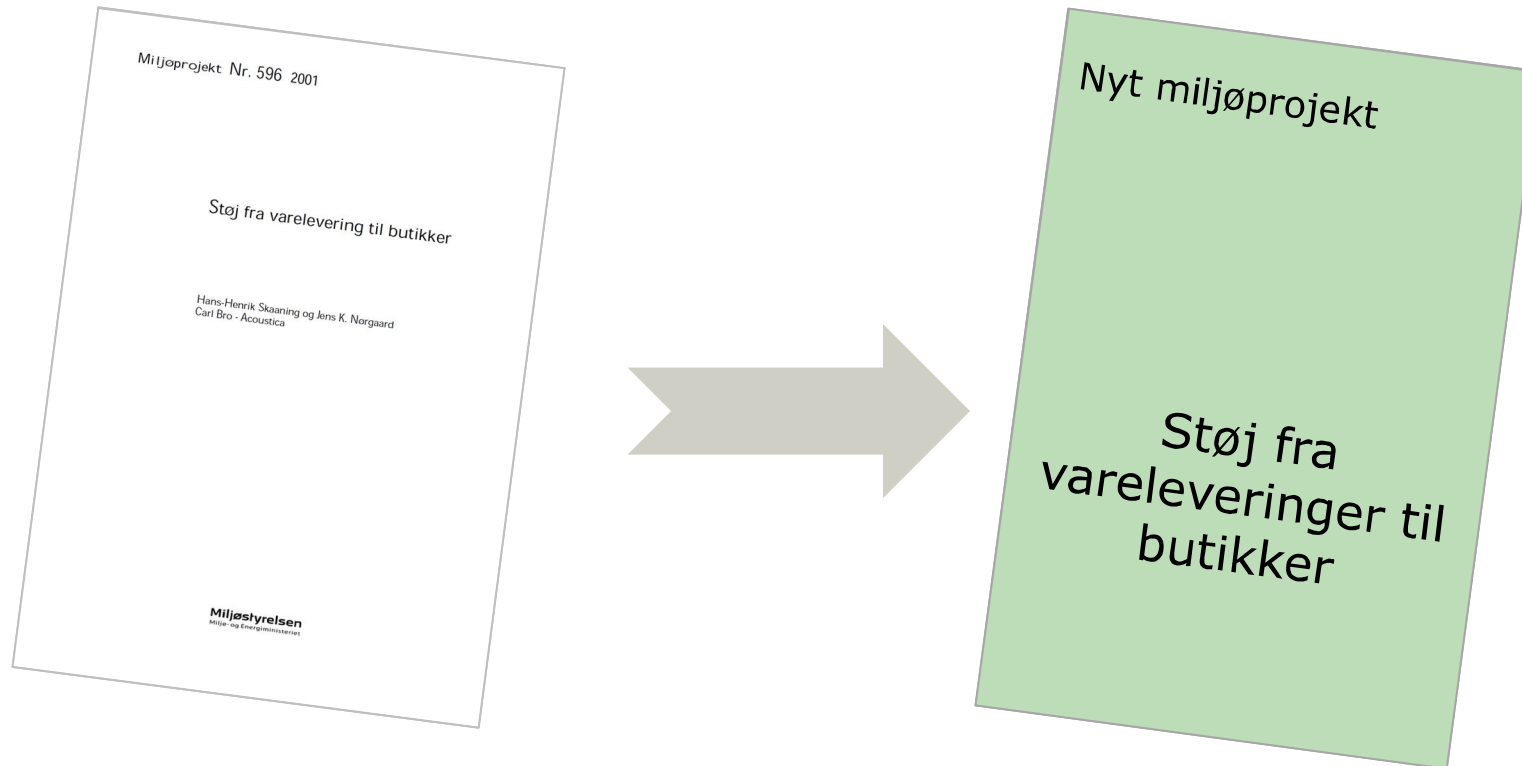 Miljøprojekt Nr. 596 2001
Støj fra varelevering til butikker
Hans-Henrik Skaaning og Jens K. Nørgaard
Carl Bro - Acoustica
Miljøstyrelsen
Miljø- og Energiministeriet
Nyt miljøprojekt
Støj fra
vareleveringer til
butikker